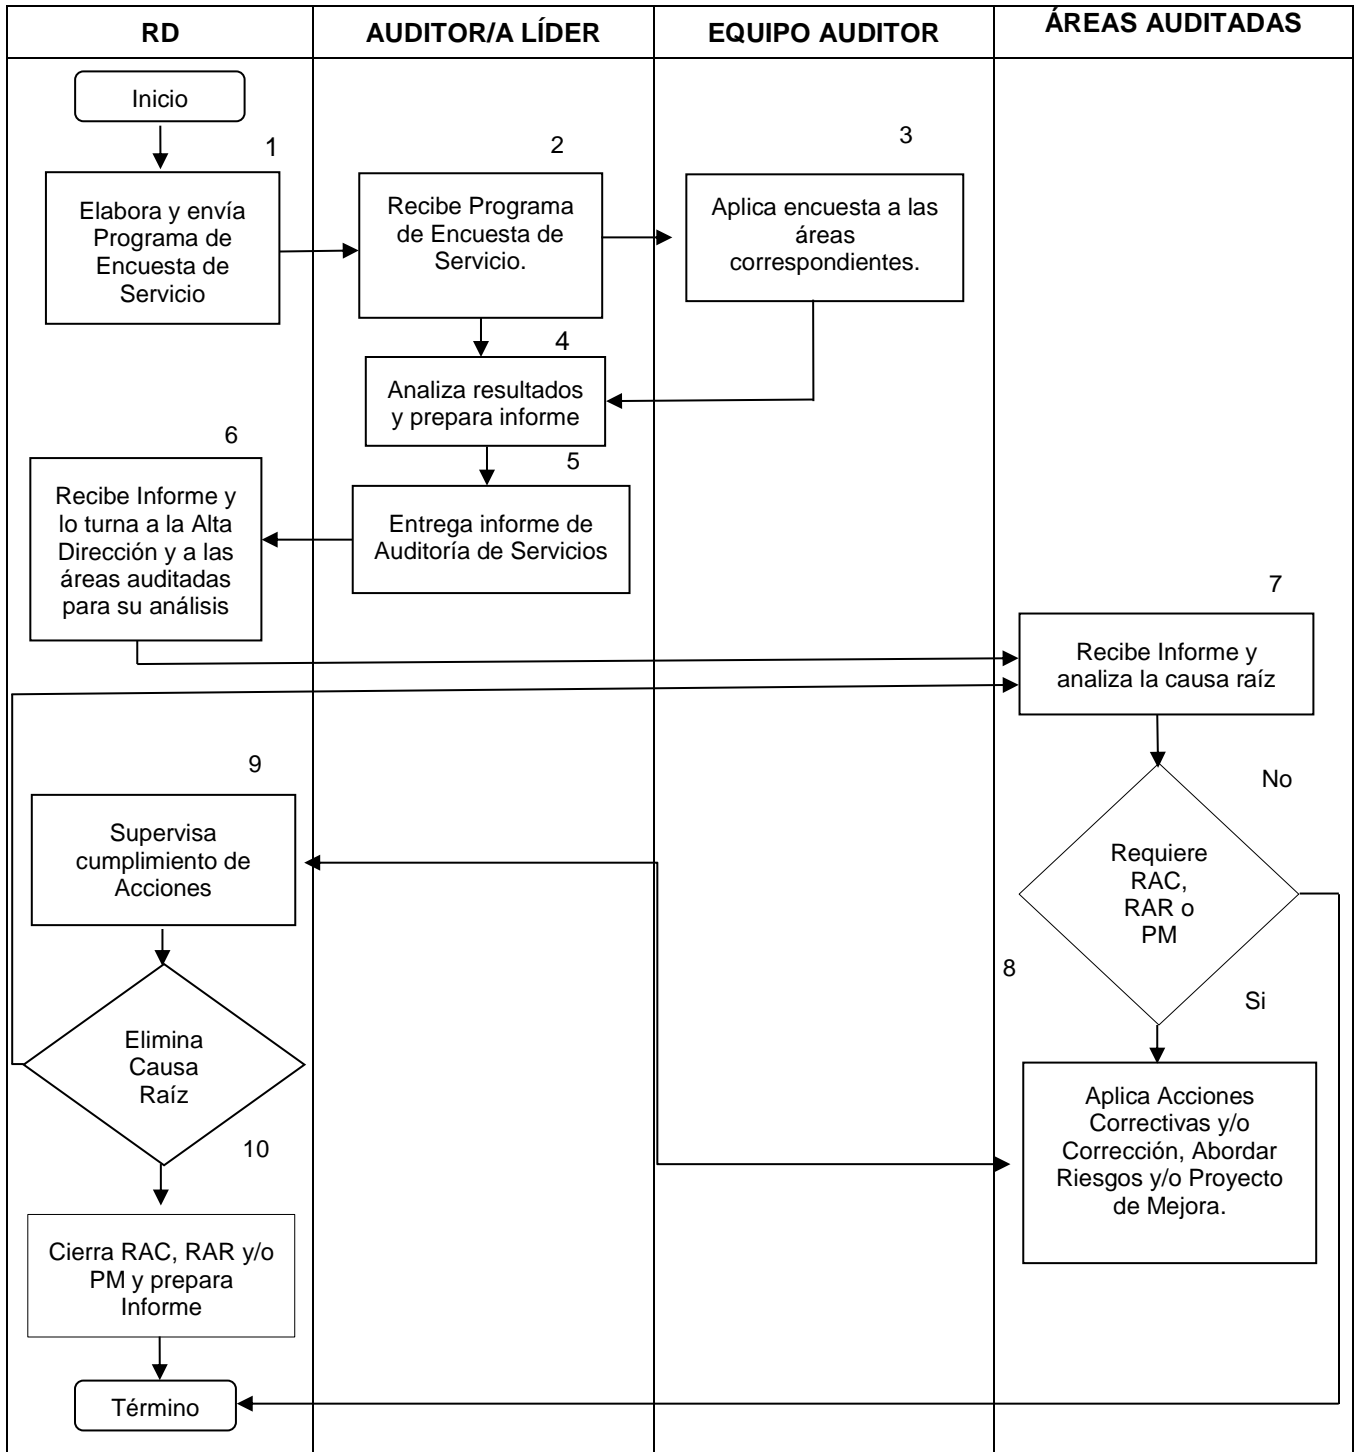 RD
AUDITOR/A LÍDER
EQUIPO AUDITOR
ÁREAS AUDITADAS
Inicio
1
Elabora y envía
Programa de
Encuesta de
Servicio
2
Recibe Programa
de Encuesta de
Servicio.
3
Aplica encuesta a las
áreas
correspondientes.
4
Analiza resultados
y prepara informe
5
Entrega informe de
Auditoría de Servicios
6
Recibe Informe y
lo turna a la Alta
Dirección y a las
áreas auditadas
para su análisis
7
Recibe Informe y
analiza la causa raíz
No
Requiere
RAC,
RAR o
PM
8
Si
Aplica Acciones
Correctivas y/o
Corrección, Abordar
Riesgos y/o Proyecto
de Mejora.
9
Supervisa
cumplimiento de
Acciones
Elimina
Causa
Raíz
10
Cierra RAC, RAR y/o
PM y prepara
Informe
Término